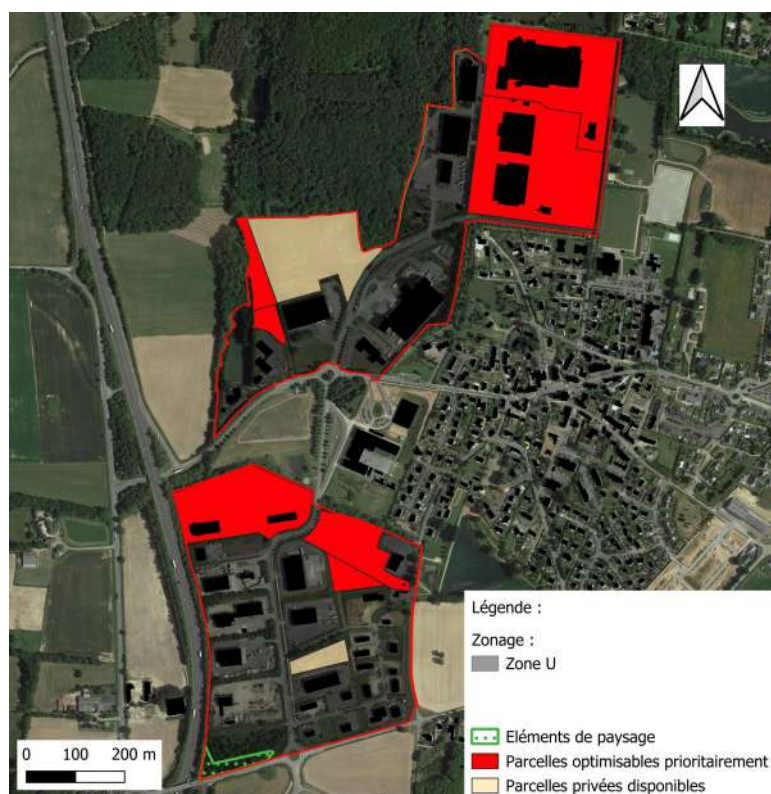 Légende :
Zonage :
Zone U
Eléments de paysage
Parcelles optimisables prioritairement
Parcelles privées disponibles
0 100 200 m